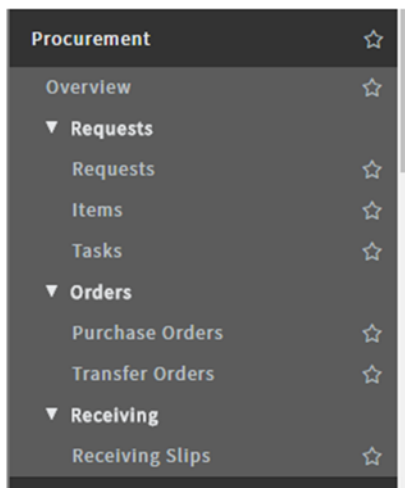 Procurement
Overview
Requests
Requests
Items
Tasks
Orders
Purchase Orders
Transfer Orders
Receiving
Receiving Slips